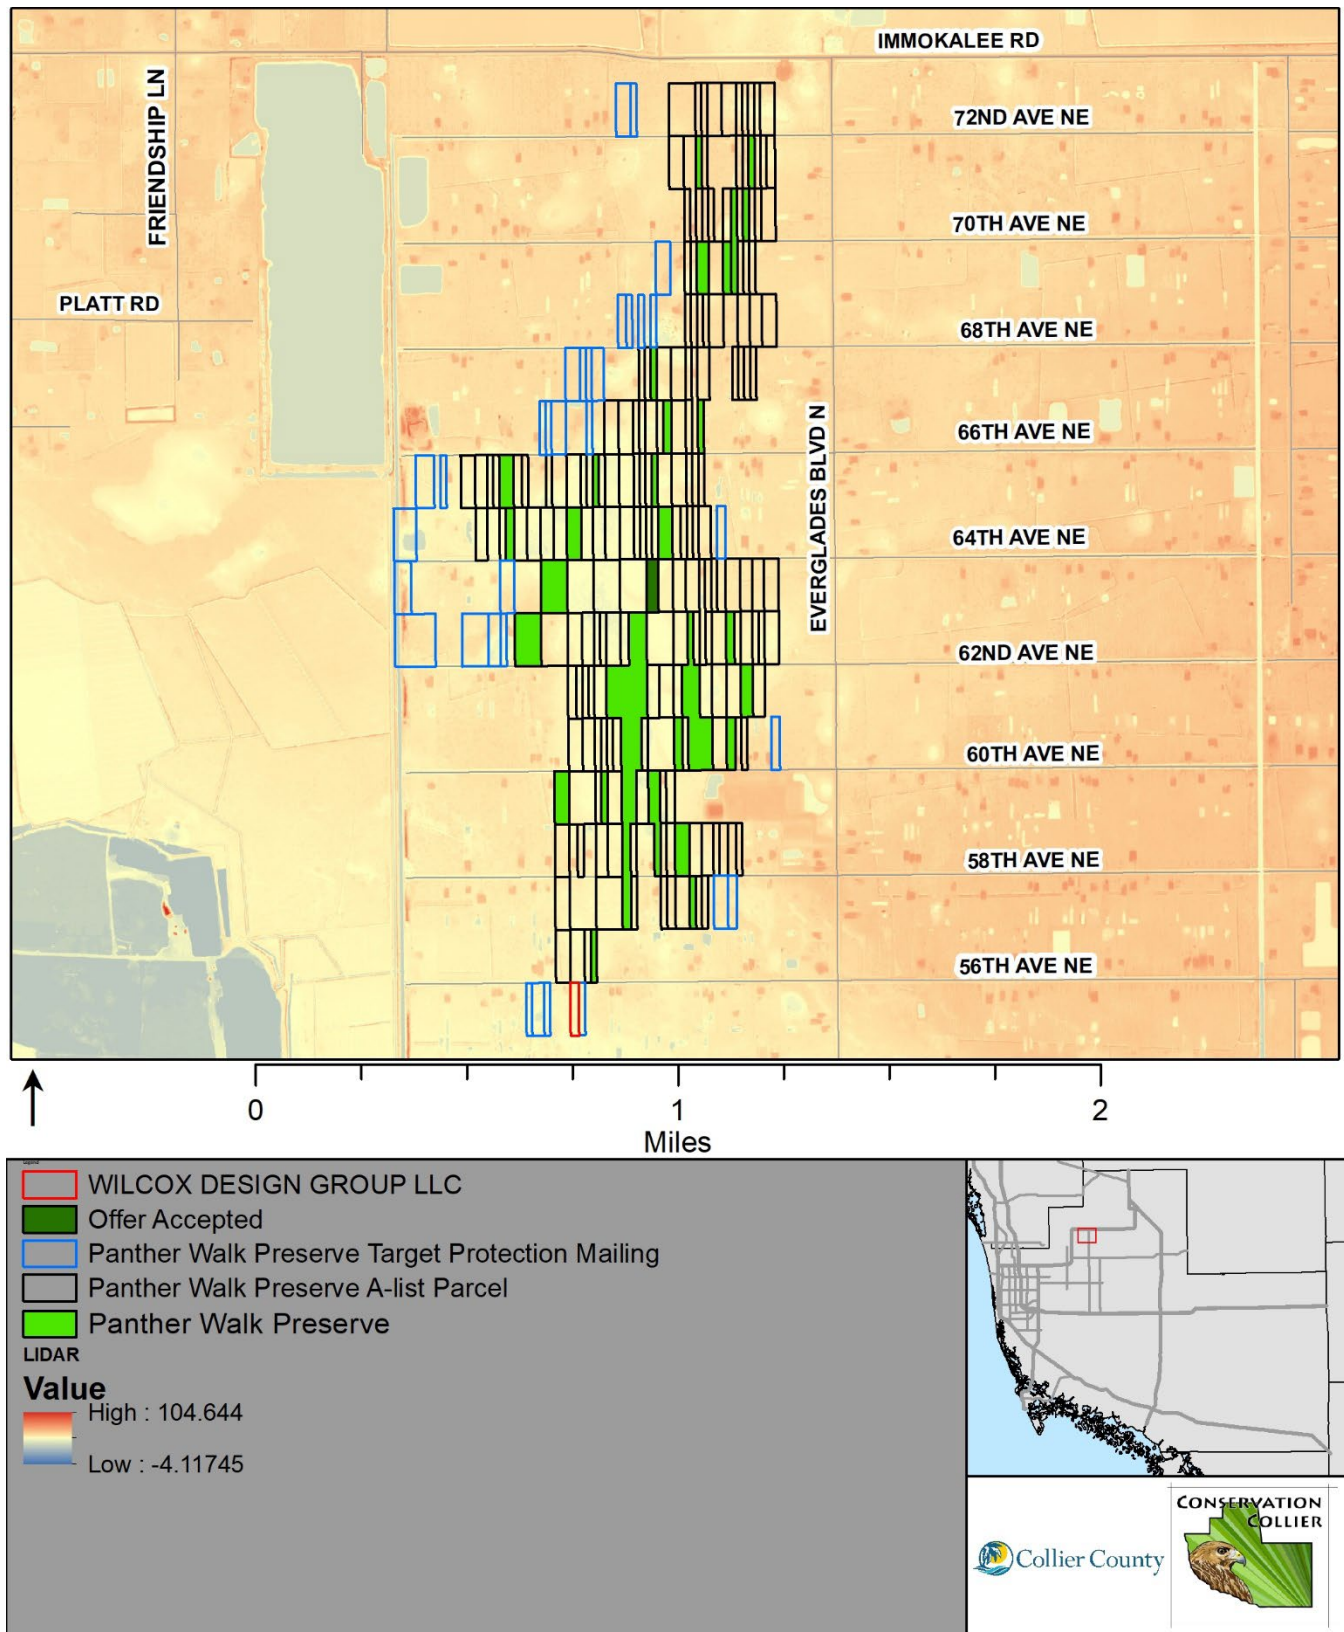 IMMOKALEE RD
FRIENDSHIP LN
72ND AVE NE
70TH AVE NE
PLATT RD
68TH AVE NE
66TH AVE NE
EVERGLADES BLVD N
64TH AVE NE
62ND AVE NE
60TH AVE NE
58TH AVE NE
56TH AVE NE
0 1 2
Miles
WILCOX DESIGN GROUP LLC
Offer Accepted
Panther Walk Preserve Target Protection Mailing
Panther Walk Preserve A-list Parcel
Panther Walk Preserve
LIDAR
Value
High : 104.644
Low : -4.11745
Collier County
CONSERVATION
COLLIER